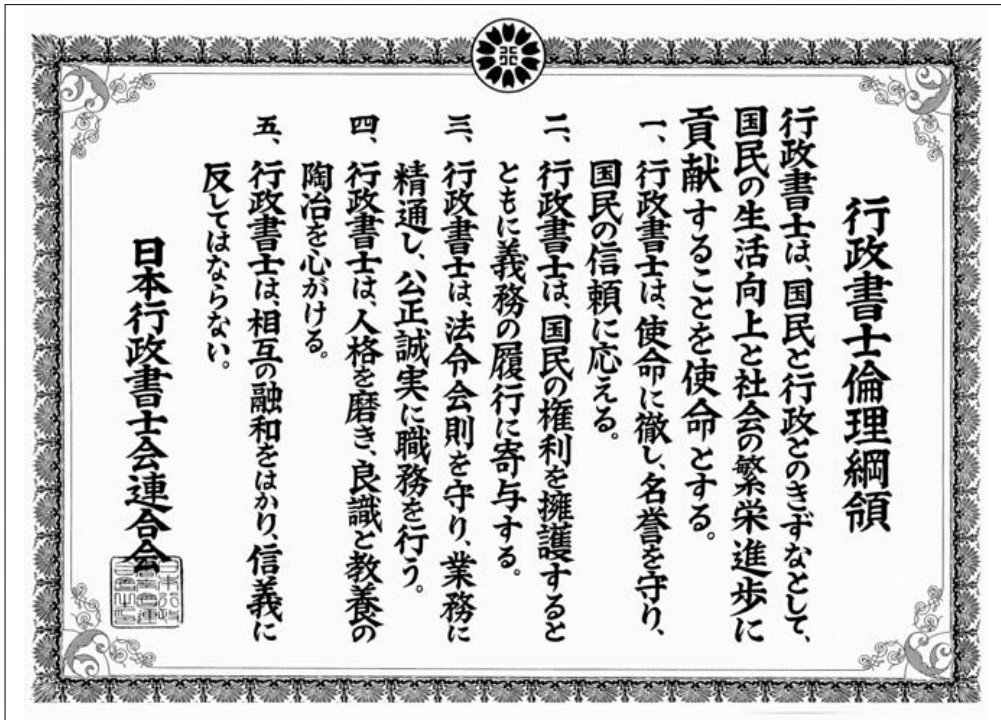 行政書士倫理綱領
行政書士は、国民と行政とのきずなとして、
国民の生活向上と社会の繁栄進歩に
貢献することを使命とする。
一、行政書士は、使命に徹し、名誉を守り、
国民の信頼に応える。
二、行政書士は、国民の権利を擁護すると
ともに義務の履行に寄与する。
三、行政書士は、法令会則を守り、業務に
精通し、公正誠実に職務を行う。
四、行政書士は、人格を磨き、良識と教養の
陶冶を心がける。
五、行政書士は、相互の融和をはかり、信義に
反してはならない。
日本行政書士会連合会